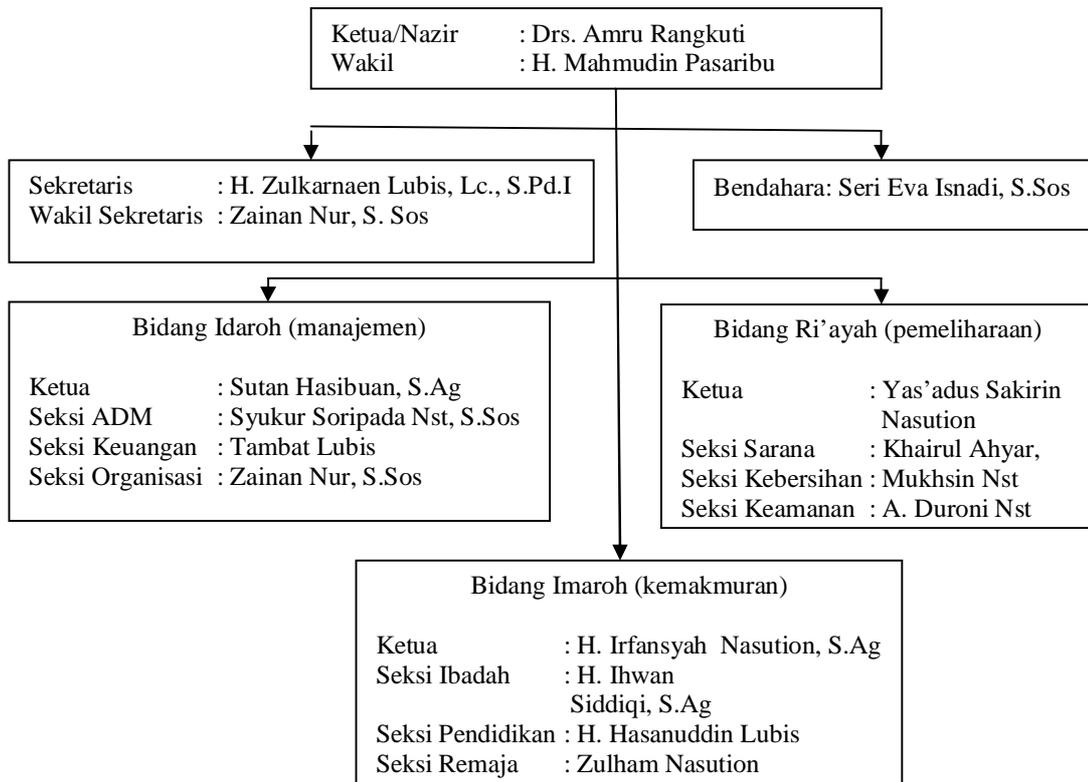 Ketua/Nazir : Drs. Amru Rangkuti
Wakil : H. Mahmudin Pasaribu
Sekretaris : H. Zulkarnaen Lubis, Lc., S.Pd.I
Wakil Sekretaris : Zainan Nur, S. Sos
Bendahara: Seri Eva Isnadi, S.Sos
Bidang Idaroh (manajemen)
Ketua : Sutan Hasibuan, S.Ag
Seksi ADM : Syukur Soripada Nst, S.Sos
Seksi Keuangan : Tambat Lubis
Seksi Organisasi : Zainan Nur, S.Sos
Bidang Ri’ayah (pemeliharaan)
Ketua : Yas’adus Sakirin
Nasution
Seksi Sarana : Khairul Ahyar,
Seksi Kebersihan : Mukhsin Nst
Seksi Keamanan : A. Duroni Nst
Bidang Imaroh (kemakmuran)
Ketua : H. Irfansyah Nasution, S.Ag
Seksi Ibadah : H. Ihwan
Siddiqi, S.Ag
Seksi Pendidikan : H. Hasanuddin Lubis
Seksi Remaja : Zulham Nasution